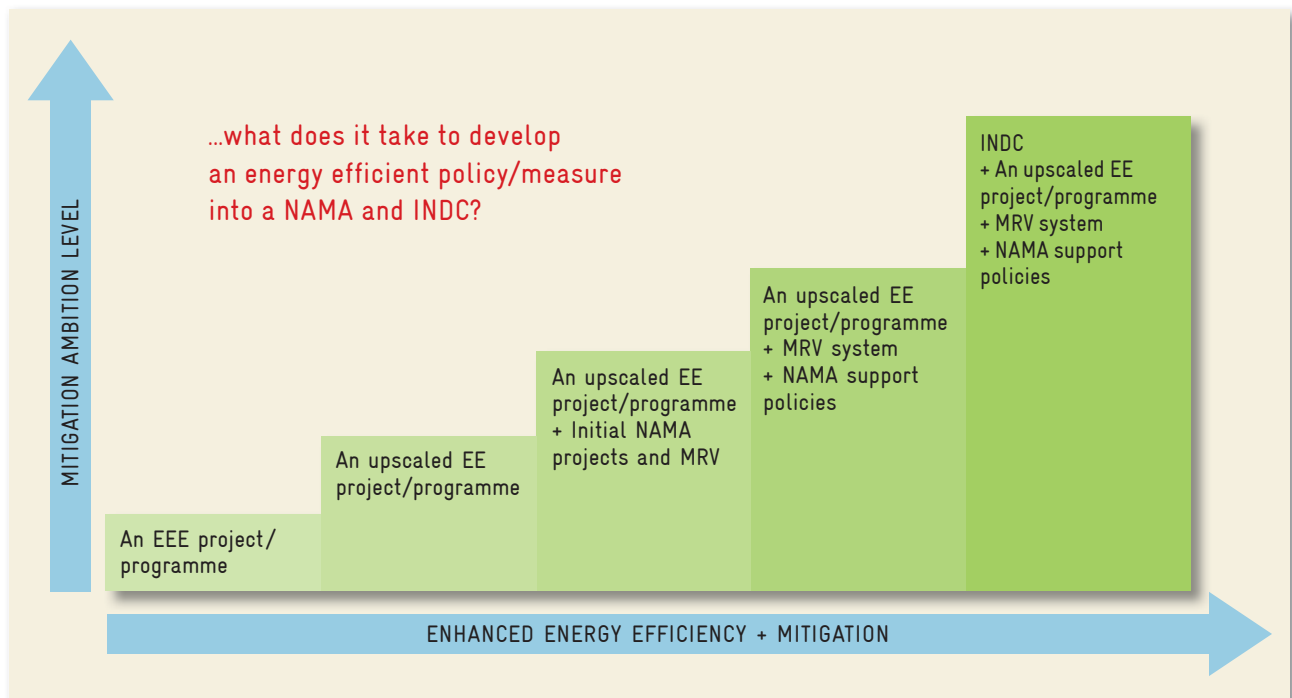 ...what does it take to develop
an energy efficient policy/measure
into a NAMA and INDC?
MITIGATION AMBITION LEVEL
An EEE project/
programme
An upscaled EE
project/programme
An upscaled EE
project/programme
+ Initial NAMA
projects and MRV
An upscaled EE
project/programme
+ MRV system
+ NAMA support
policies
INDC
+ An upscaled EE
project/programme
+ MRV system
+ NAMA support
policies
ENHANCED ENERGY EFFICIENCY + MITIGATION